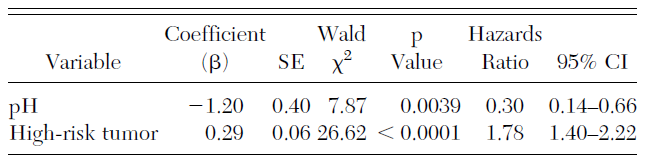 Coefficient Wald p Hazards
Variable (β) SE χ² Value Ratio 95% CI
pH −1.20 0.40 7.87 0.0039 0.30 0.14–0.66
High-risk tumor 0.29 0.06 26.62 < 0.0001 1.78 1.40–2.22